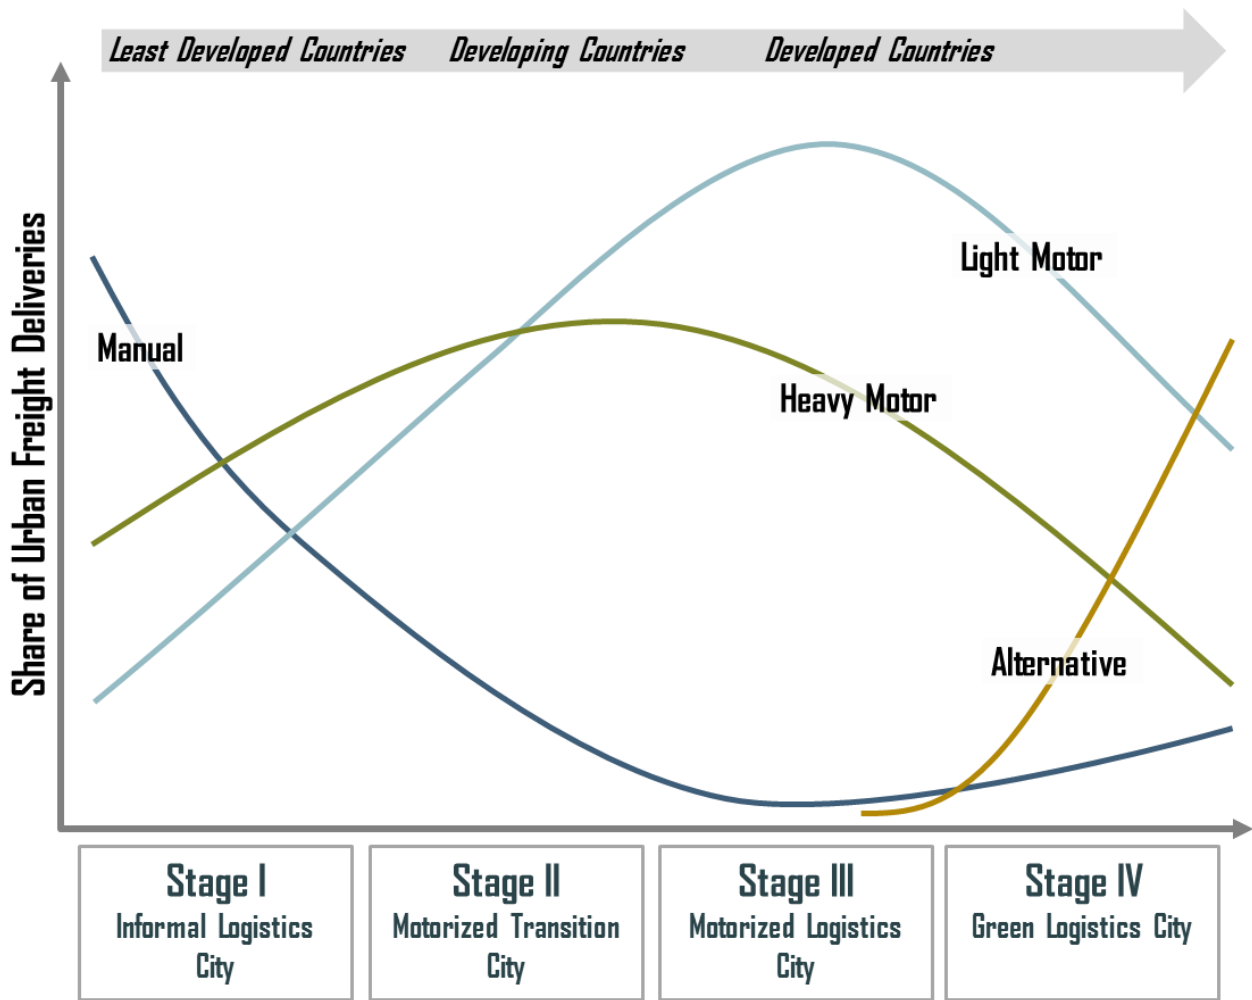 Least Developed Countries
Developing Countries
Developed Countries
Share of Urban Freight Deliveries
Manual
Light Motor
Heavy Motor
Alternative
Stage I
Informal Logistics
City
Stage II
Motorized Transition
City
Stage III
Motorized Logistics
City
Stage IV
Green Logistics City